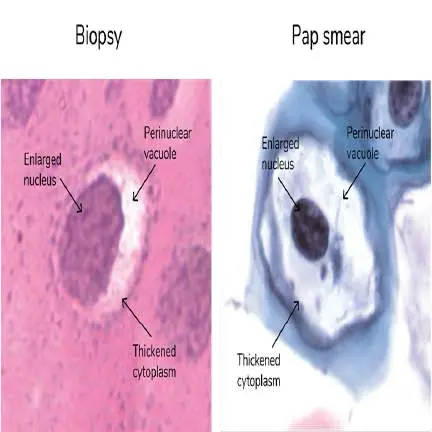 Biopsy
Pap smear
Enlarged
nucleus
Perinuclear
vacuole
Thickened
cytoplasm
Enlarged
nucleus
Perinuclear
vacuole
Thickened
cytoplasm